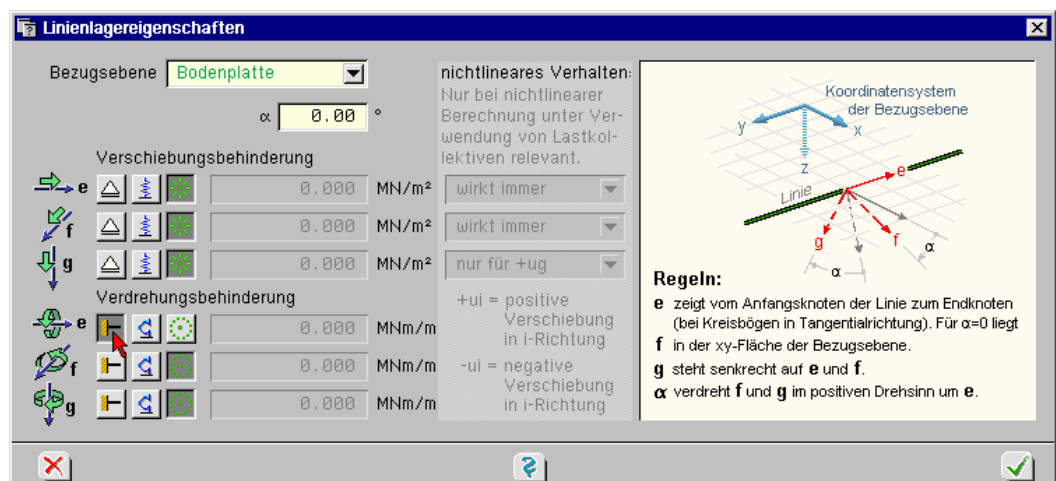 Linienlagereigenschaften
Bezugsebene Bodenplatte
α 0.00 °
Verschiebungsbehinderung
e 0.000 MN/m²
f 0.000 MN/m²
g 0.000 MN/m²
Verdrehungsbehinderung
e 0.000 MNm/m
f 0.000 MNm/m
g 0.000 MNm/m
nichtlineares Verhalten:
Nur bei nichtlinearer
Berechnung unter Ver-
wendung von Lastkol-
lektiven relevant.
wirkt immer
wirkt immer
nur für +ug
+ui = positive
Verschiebung
in i-Richtung
-ui = negative
Verschiebung
in i-Richtung
Koordinatensystem
der Bezugsebene
y
x
z
e
Linie
g
f
α
α
Regeln:
e zeigt vom Anfangsknoten der Linie zum Endknoten
(bei Kreisbögen in Tangentialrichtung). Für α=0 liegt
f in der xy-Fläche der Bezugsebene.
g steht senkrecht auf e und f.
α verdreht f und g im positiven Drehsinn um e.